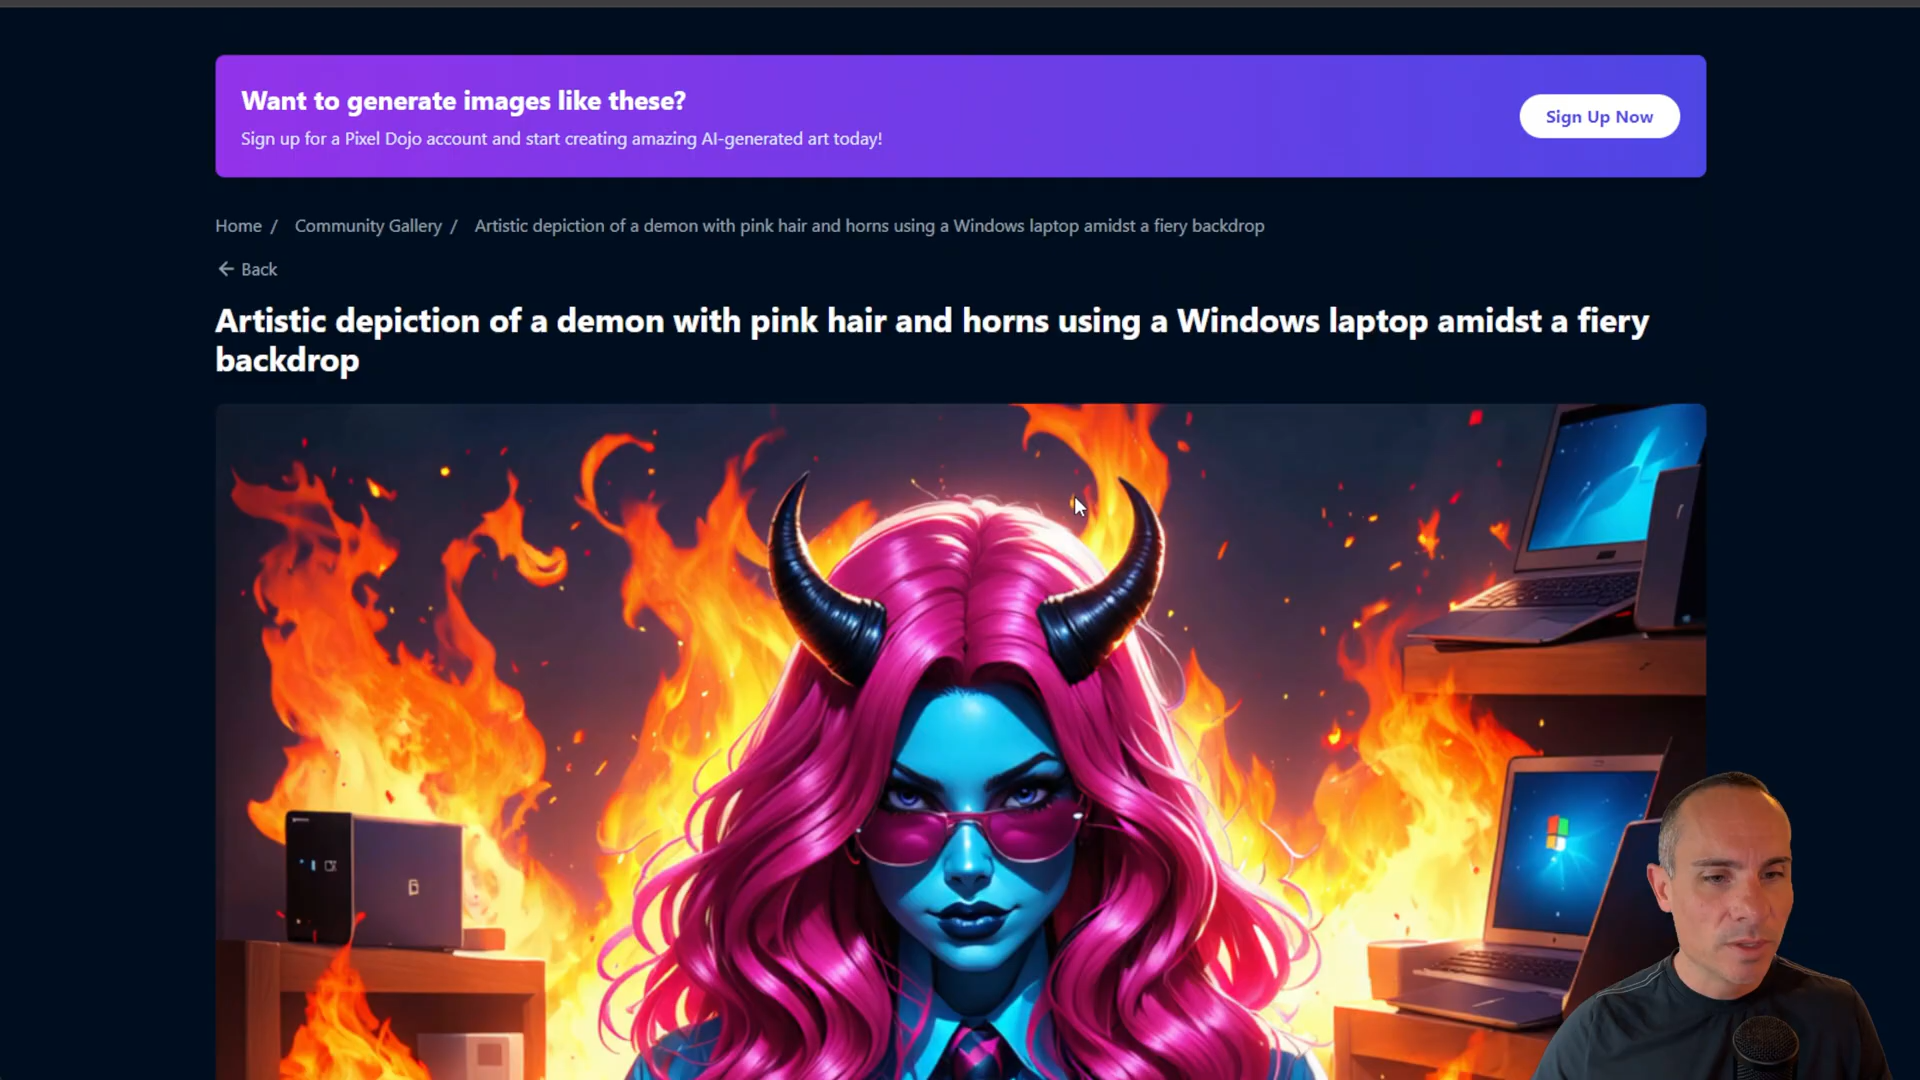 Want to generate images like these?
Sign up for a Pixel Dojo account and start creating amazing AI-generated art today!
Sign Up Now
Home / Community Gallery / Artistic depiction of a demon with pink hair and horns using a Windows laptop amidst a fiery backdrop
Back
Artistic depiction of a demon with pink hair and horns using a Windows laptop amidst a fiery
backdrop